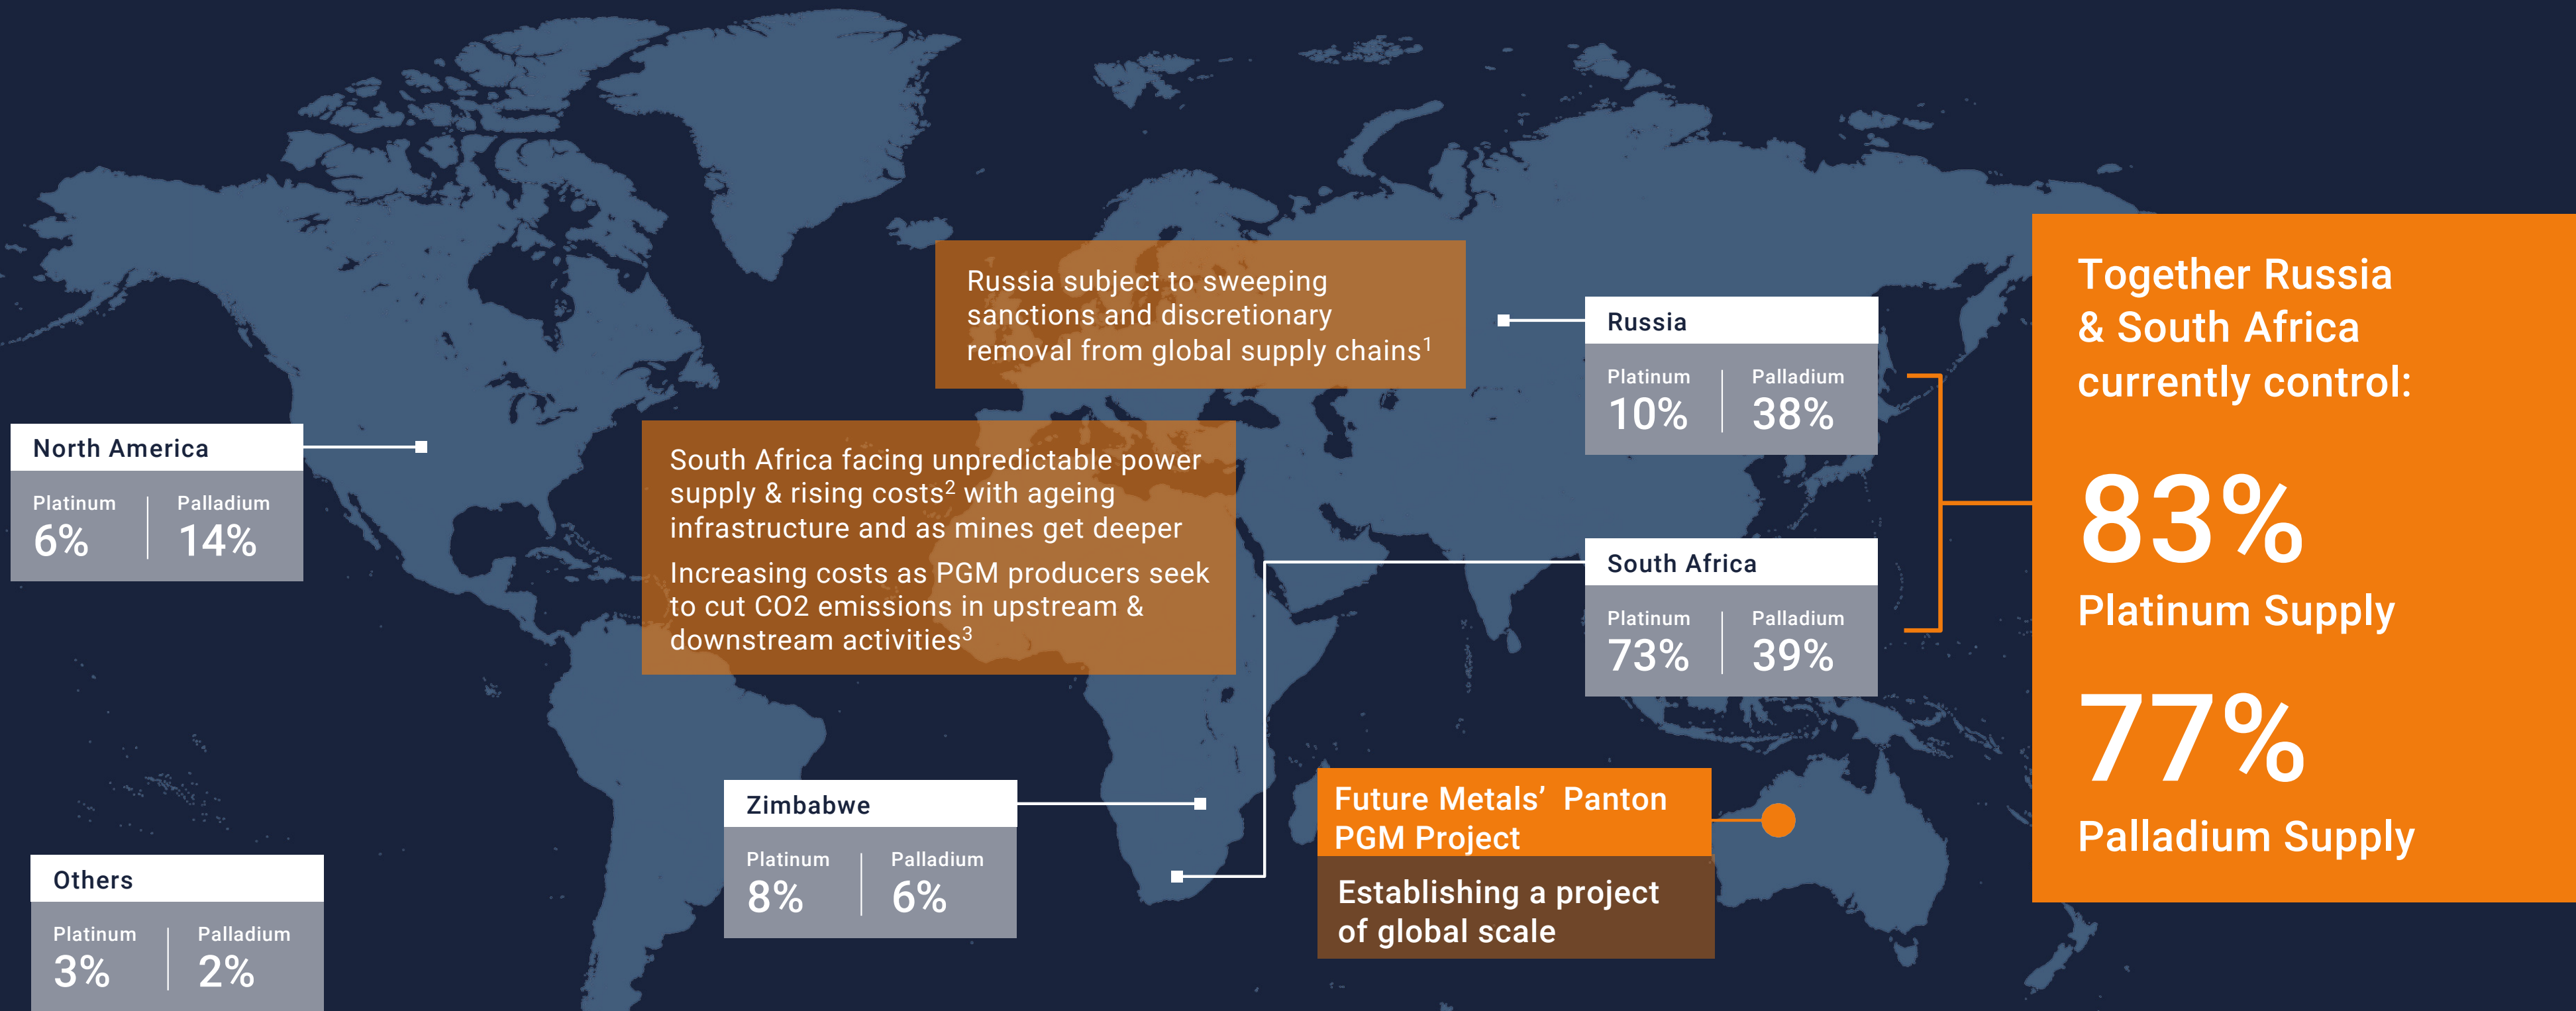 Russia subject to sweeping
sanctions and discretionary
removal from global supply chains1
Russia
Platinum
Palladium
10%
38%
Together Russia
& South Africa
currently control:
83%
Platinum Supply
77%
Palladium Supply
North America
Platinum
Palladium
6%
14%
South Africa facing unpredictable power
supply & rising costs2 with ageing
infrastructure and as mines get deeper
Increasing costs as PGM producers seek
to cut CO2 emissions in upstream &
downstream activities3
South Africa
Platinum
Palladium
73%
39%
Zimbabwe
Platinum
Palladium
8%
6%
Future Metals’ Panton
PGM Project
Establishing a project
of global scale
Others
Platinum
Palladium
3%
2%